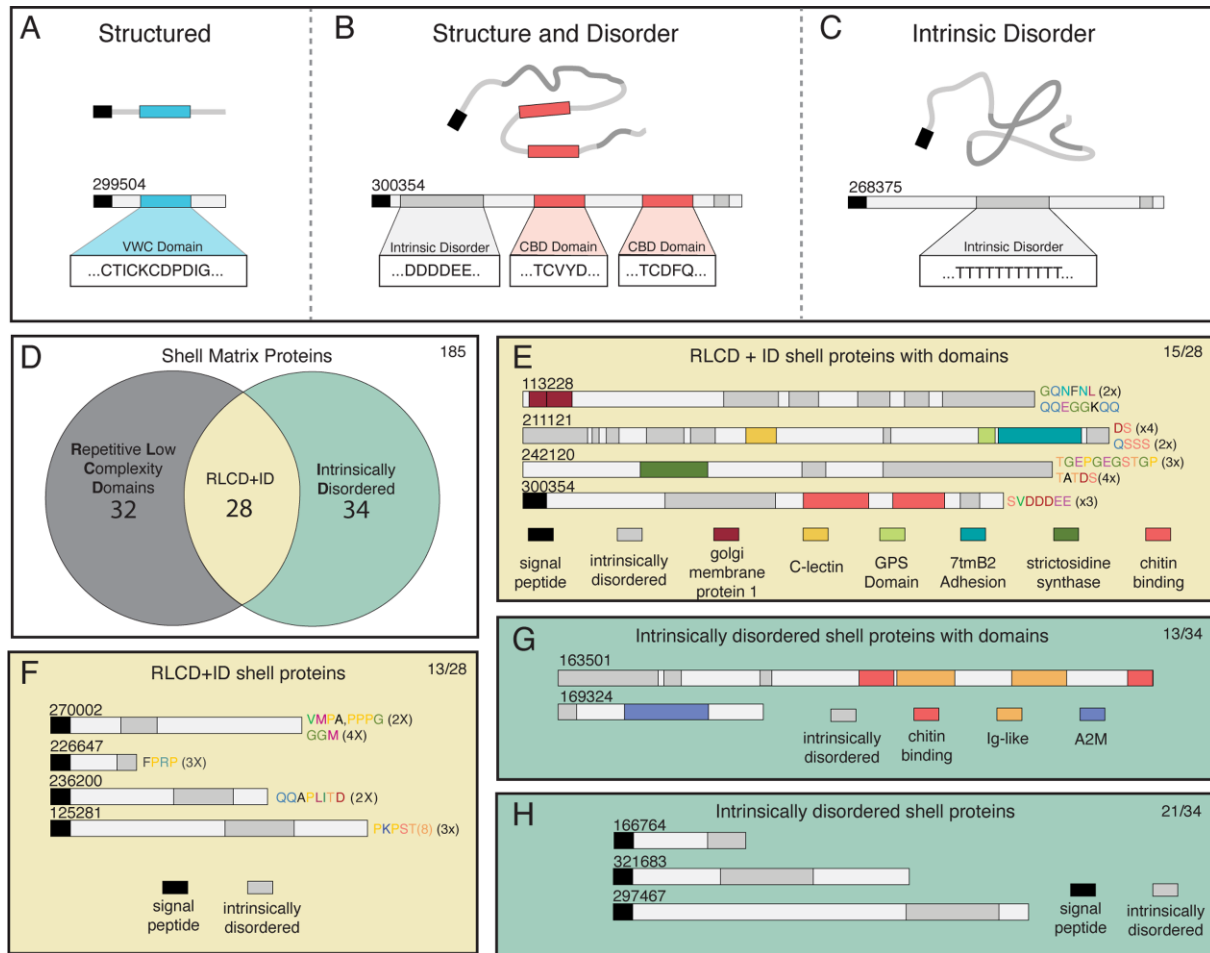 A
Structured
299504
VWC Domain
...CTICKCDPDIG...
B
Structure and Disorder
300354
Intrinsic Disorder
CBD Domain
CBD Domain
...DDDDEE..
...TCVYD...
...TCDFQ...
C
Intrinsic Disorder
268375
Intrinsic Disorder
...TTTTTTTTTTT...
D
Shell Matrix Proteins
185
Repetitive Low
Complexity
Domains
32
RLCD+ID
28
Intrinsically
Disordered
34
E
RLCD + ID shell proteins with domains
15/28
113228
GQNFNL (2x)
QQEGGKQQ
211121
DS (x4)
QSSS (2x)
242120
TGEPGEGSTGP (3x)
TATDS(4x)
300354
SVDDDEE (x3)
signal
peptide
intrinsically
disordered
golgi
membrane
protein 1
C-lectin
GPS
Domain
7tmB2
Adhesion
strictosidine
synthase
chitin
binding
F
RLCD+ID shell proteins
13/28
270002
VMPA,PPPG (2X)
GGM (4X)
226647
FPRP (3X)
236200
QQAPLITD (2X)
125281
PKPST(8) (3x)
signal
peptide
intrinsically
disordered
G
Intrinsically disordered shell proteins with domains
13/34
163501
169324
intrinsically
disordered
chitin
binding
Ig-like
A2M
H
Intrinsically disordered shell proteins
21/34
166764
321683
297467
signal
peptide
intrinsically
disordered